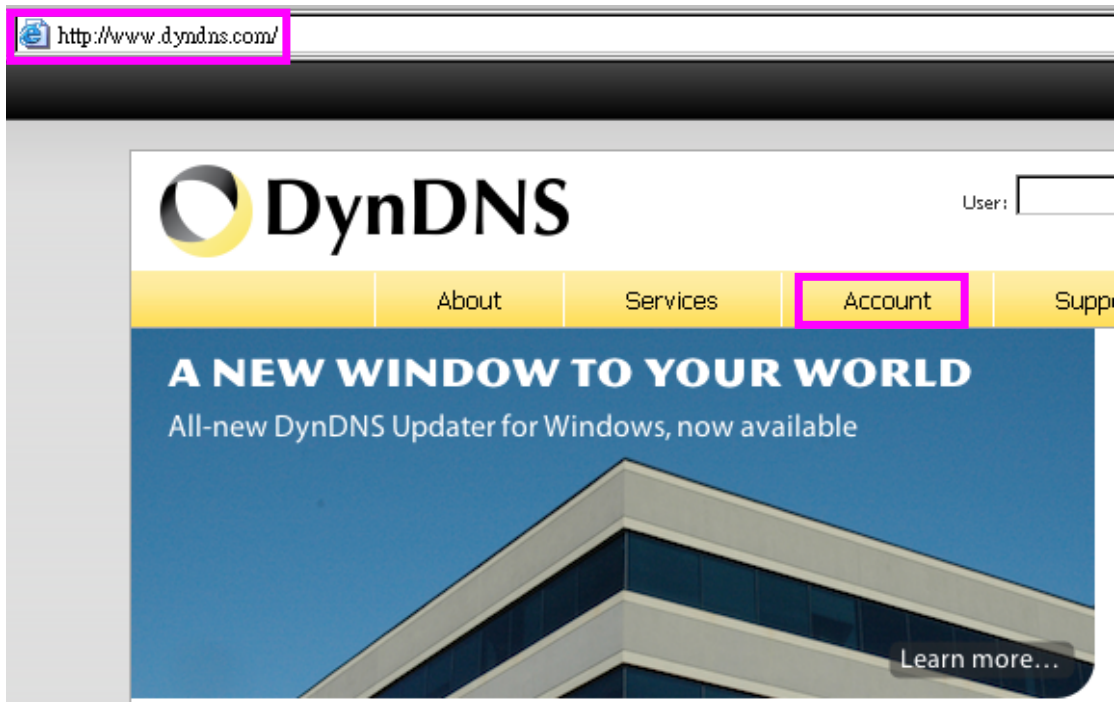 http://www.dyndns.com/
DynDNS
User:
About Services Account Suppo
A NEW WINDOW TO YOUR WORLD
All-new DynDNS Updater for Windows, now available
Learn more...